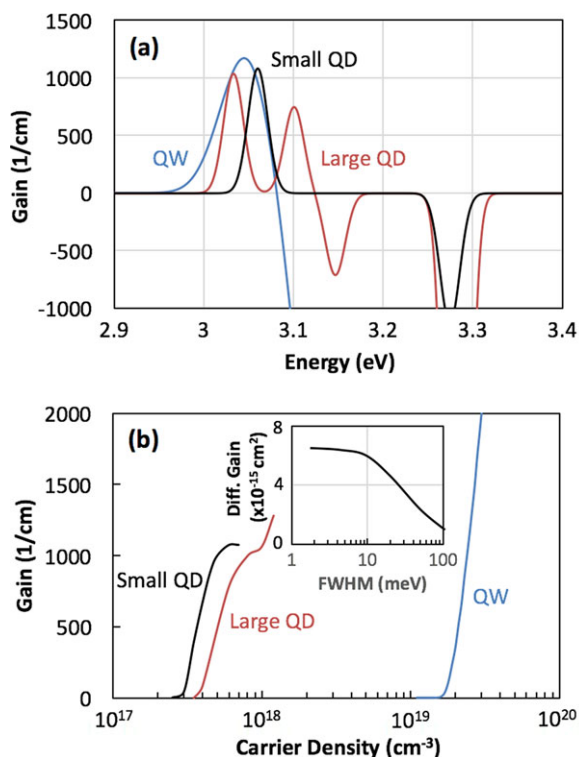 (a)
1500
1000
500
0
-500
-1000
Gain (1/cm)
Small QD
QW
Large QD
2.9
3
3.1
3.2
3.3
3.4
Energy (eV)
(b)
2000
1500
1000
500
0
Gain (1/cm)
Small QD
Large QD
QW
Diff. Gain
(x10⁻¹⁵ cm²)
8
4
0
1
10
100
FWHM (meV)
10¹⁷
10¹⁸
10¹⁹
10²⁰
Carrier Density (cm⁻³)